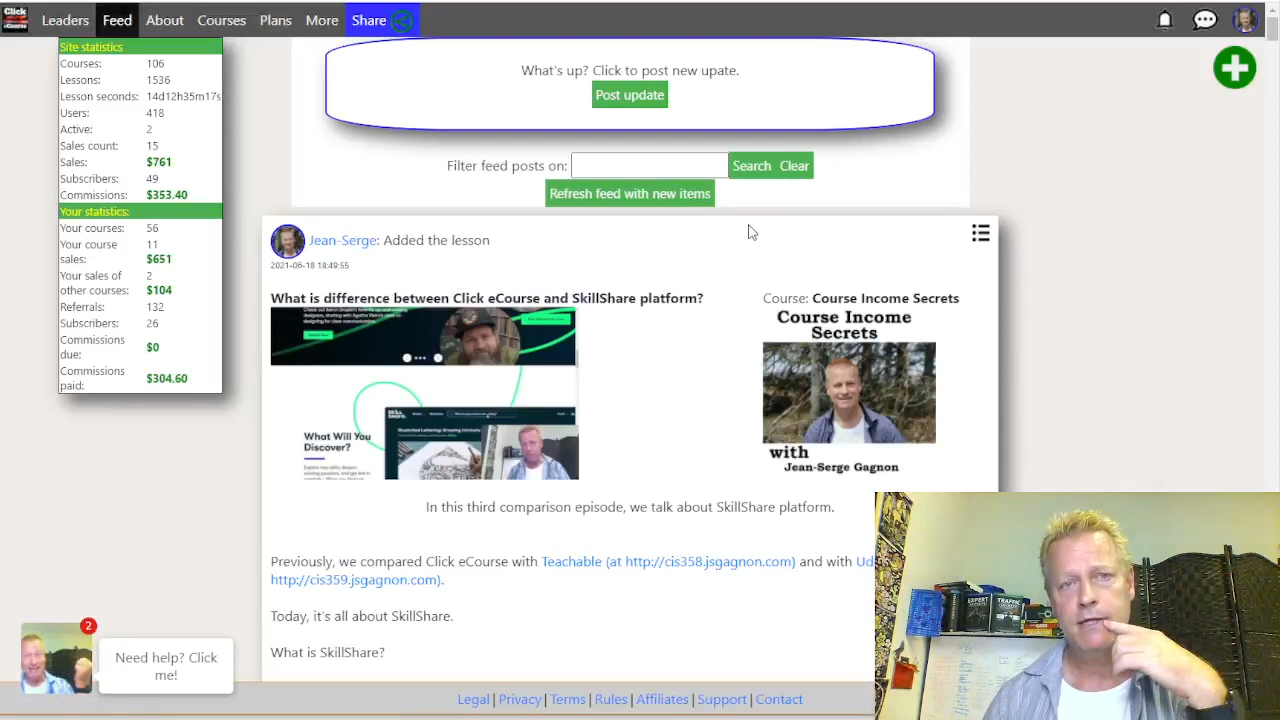 Click
eCourse
Leaders Feed About Courses Plans More Share
Site statistics
Courses: 106
Lessons: 1536
Lesson seconds: 14d12h35m17s
Users: 418
Active: 2
Sales count: 15
Sales: $761
Subscribers: 49
Commissions: $353.40
Your statistics:
Your courses: 56
Your course sales: 11
$651
Your sales of other courses: 2
$104
Referrals: 132
Subscribers: 26
Commissions due: $0
Commissions paid: $304.60
What's up? Click to post new upate.
Post update
Filter feed posts on: Search Clear
Refresh feed with new items
Jean-Serge: Added the lesson
2021-06-18 18:49:55
What is difference between Click eCourse and SkillShare platform?
What Will You
Discover?
Course: Course Income Secrets
Course Income
Secrets
with
Jean-Serge Gagnon
In this third comparison episode, we talk about SkillShare platform.
Previously, we compared Click eCourse with Teachable (at http://cis358.jsgagnon.com) and with Ud
http://cis359.jsgagnon.com).
Today, it's all about SkillShare.
What is SkillShare?
EXPERT
SECRETS
TRAFFIC
SECRETS
2
Need help? Click
me!
Legal | Privacy | Terms | Rules | Affiliates | Support | Contact